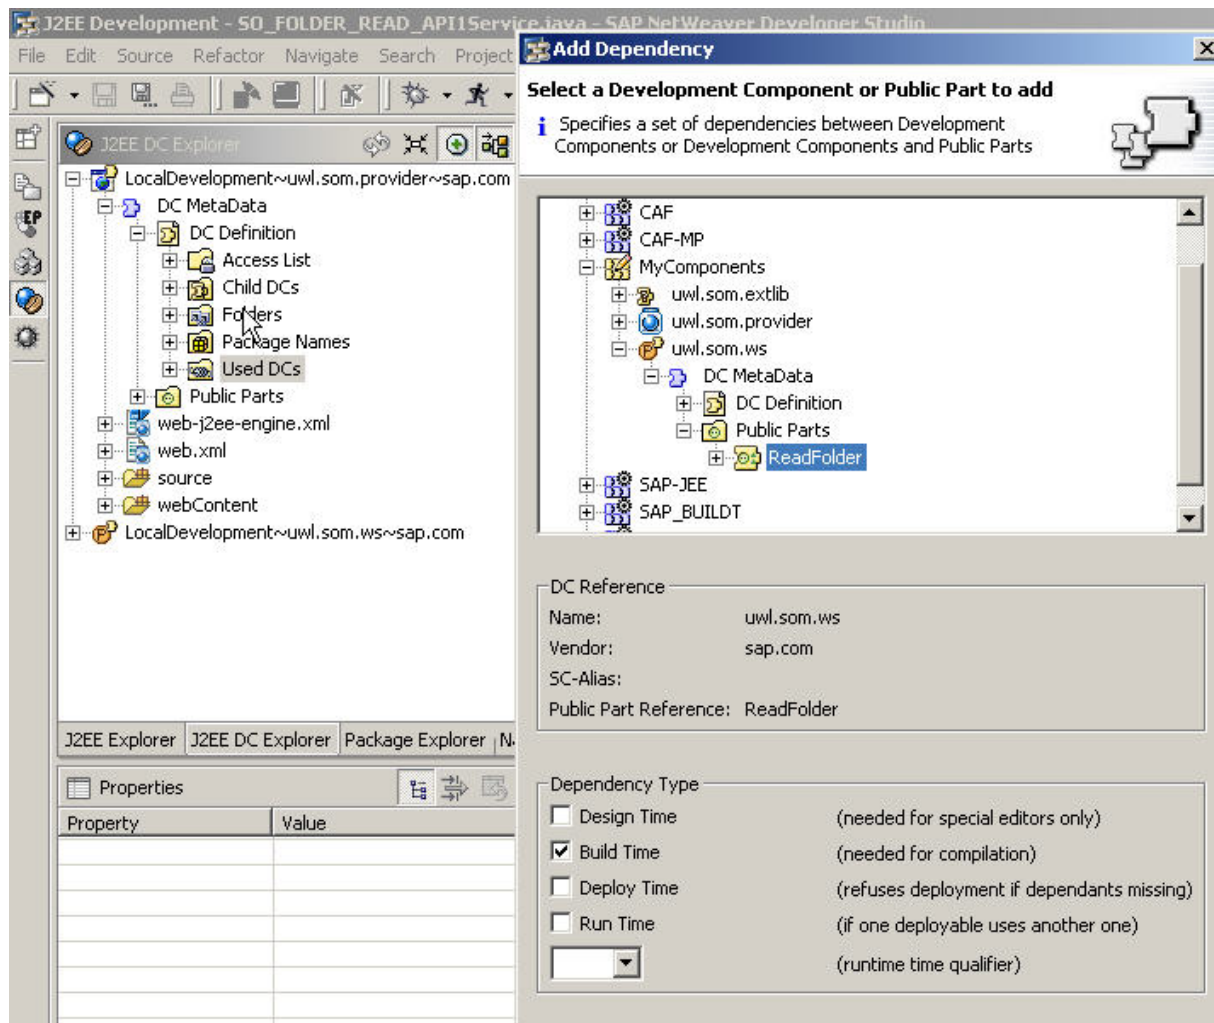 J2EE Development - SO_FOLDER_READ_API1Service.java - SAP NetWeaver Developer Studio
File Edit Source Refactor Navigate Search Project
J2EE DC Explorer
LocalDevelopment~uwl.som.provider~sap.com
DC MetaData
DC Definition
Access List
Child DCs
Folders
Package Names
Used DCs
Public Parts
web-j2ee-engine.xml
web.xml
source
webContent
LocalDevelopment~uwl.som.ws~sap.com
J2EE Explorer J2EE DC Explorer Package Explorer
Properties
Property Value
Add Dependency
Select a Development Component or Public Part to add
Specifies a set of dependencies between Development
Components or Development Components and Public Parts
CAF
CAF-MP
MyComponents
uwl.som.extlib
uwl.som.provider
uwl.som.ws
DC MetaData
DC Definition
Public Parts
ReadFolder
SAP-JEE
SAP_BUILDT
DC Reference
Name: uwl.som.ws
Vendor: sap.com
SC-Alias:
Public Part Reference: ReadFolder
Dependency Type
Design Time (needed for special editors only)
Build Time (needed for compilation)
Deploy Time (refuses deployment if dependants missing)
Run Time (if one deployable uses another one)
(runtime time qualifier)